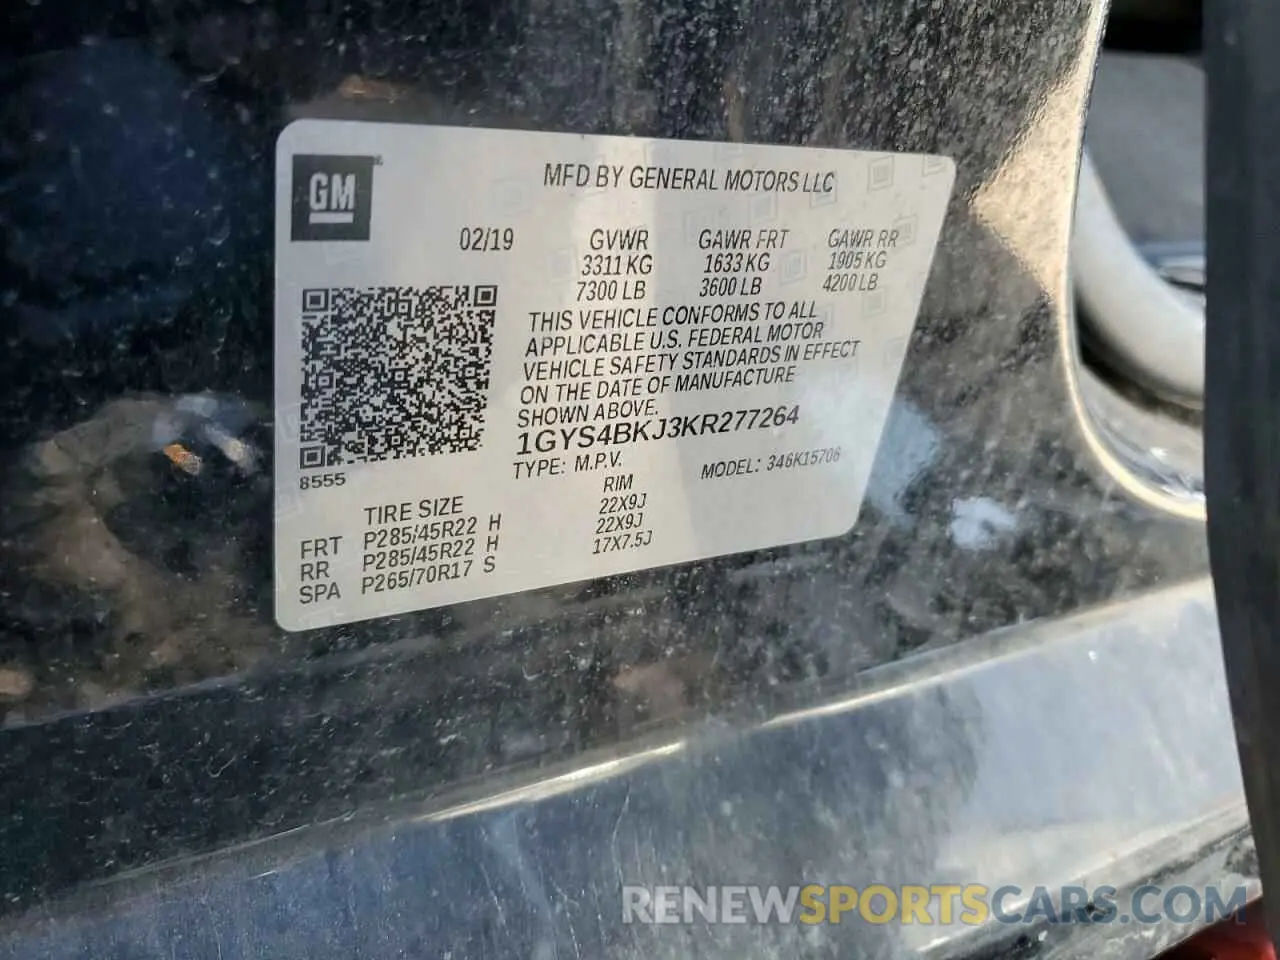 GM
MFD BY GENERAL MOTORS LLC
02/19 GVWR GAWR FRT GAWR RR
3311 KG 1633 KG 1905 KG
7300 LB 3600 LB 4200 LB
THIS VEHICLE CONFORMS TO ALL
APPLICABLE U.S. FEDERAL MOTOR
VEHICLE SAFETY STANDARDS IN EFFECT
ON THE DATE OF MANUFACTURE
SHOWN ABOVE.
1GYS4BKJ3KR277264
8555
TYPE: M.P.V. MODEL: 346K15706
TIRE SIZE RIM
FRT P285/45R22 H 22X9J
RR P285/45R22 H 22X9J
SPA P265/70R17 S 17X7.5J
RENEWSPORTSCARS.COM